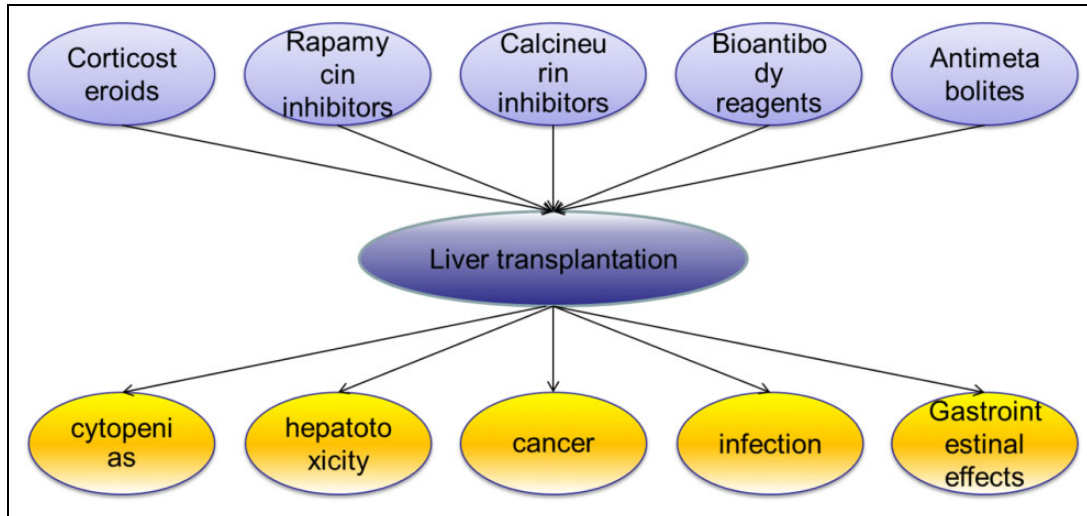 Corticost
eroids
Rapamy
cin
inhibitors
Calcineu
rin
inhibitors
Bioantibo
dy
reagents
Antimeta
bolites
Liver transplantation
cytopeni
as
hepatoto
xicity
cancer
infection
Gastroint
estinal
effects